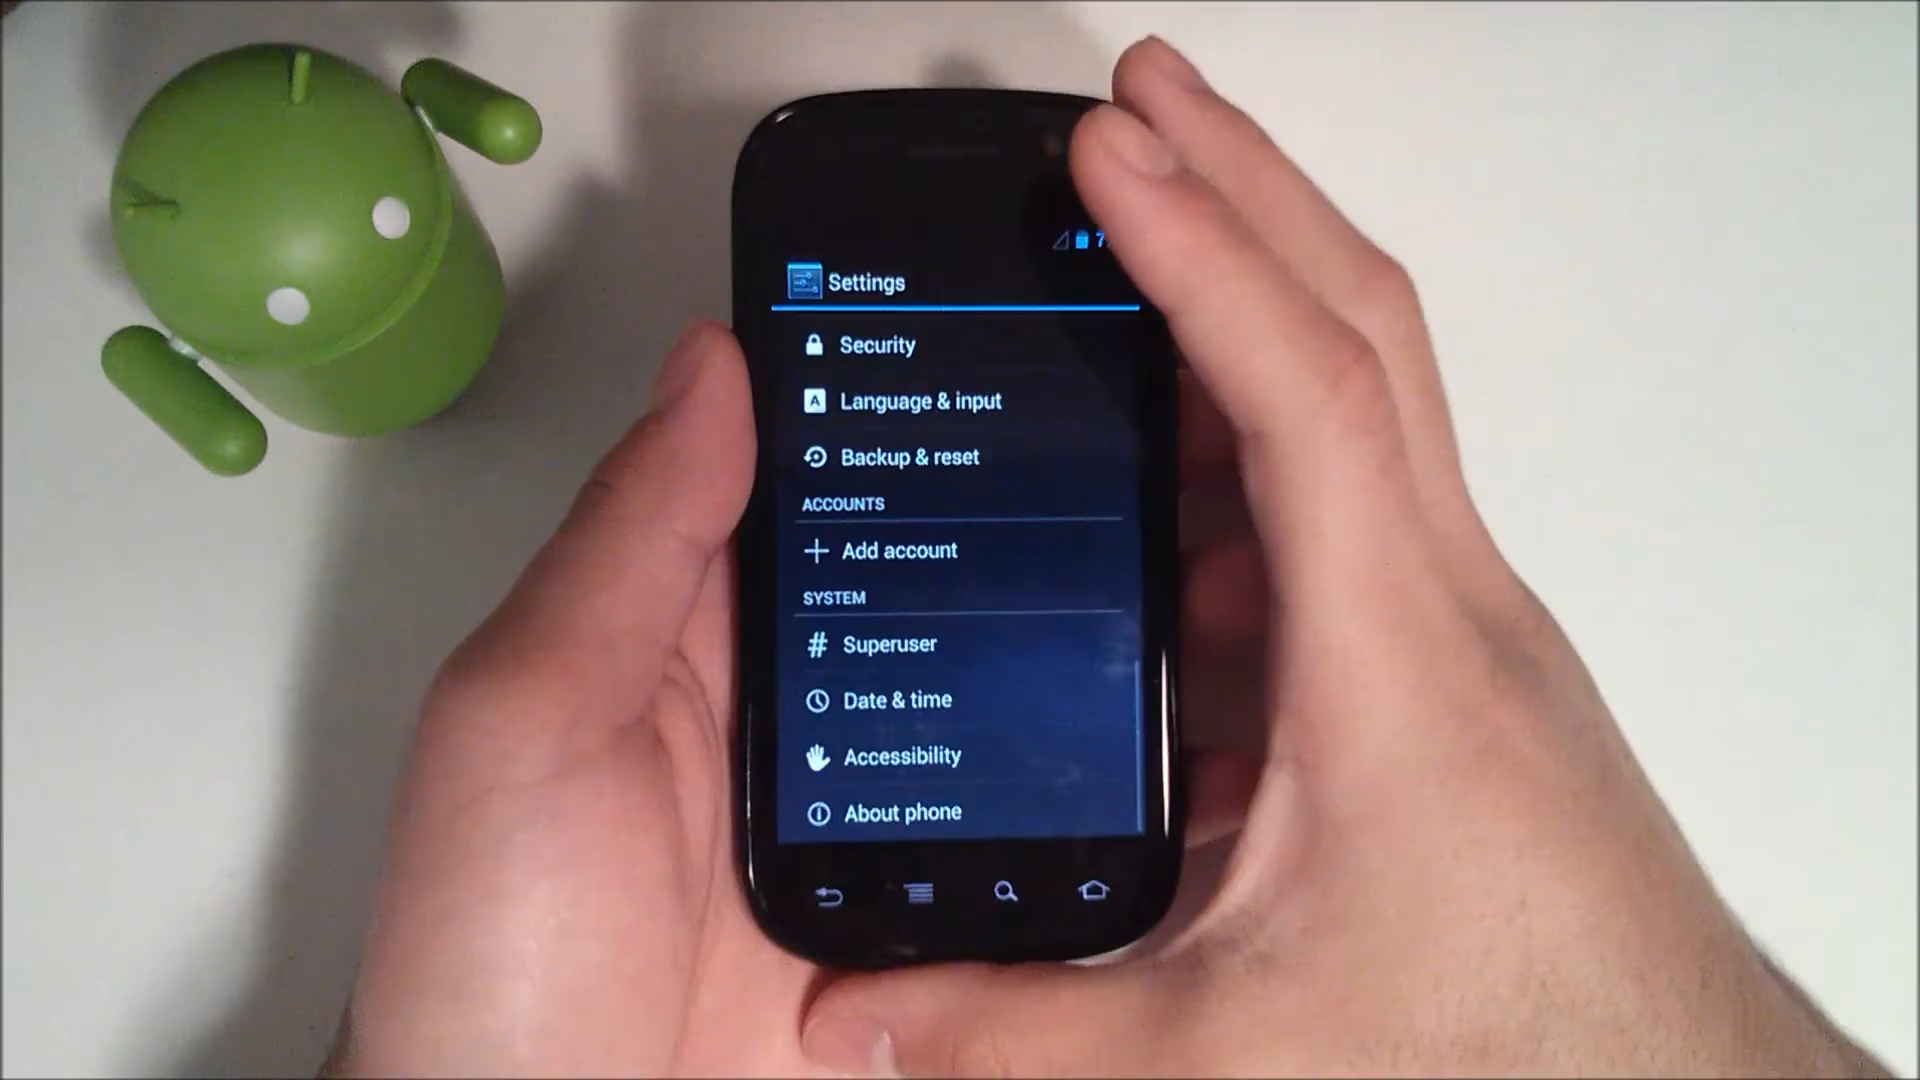 Settings
Security
A
Language & input
Backup & reset
ACCOUNTS
Add account
SYSTEM
# Superuser
Date & time
Accessibility
About phone